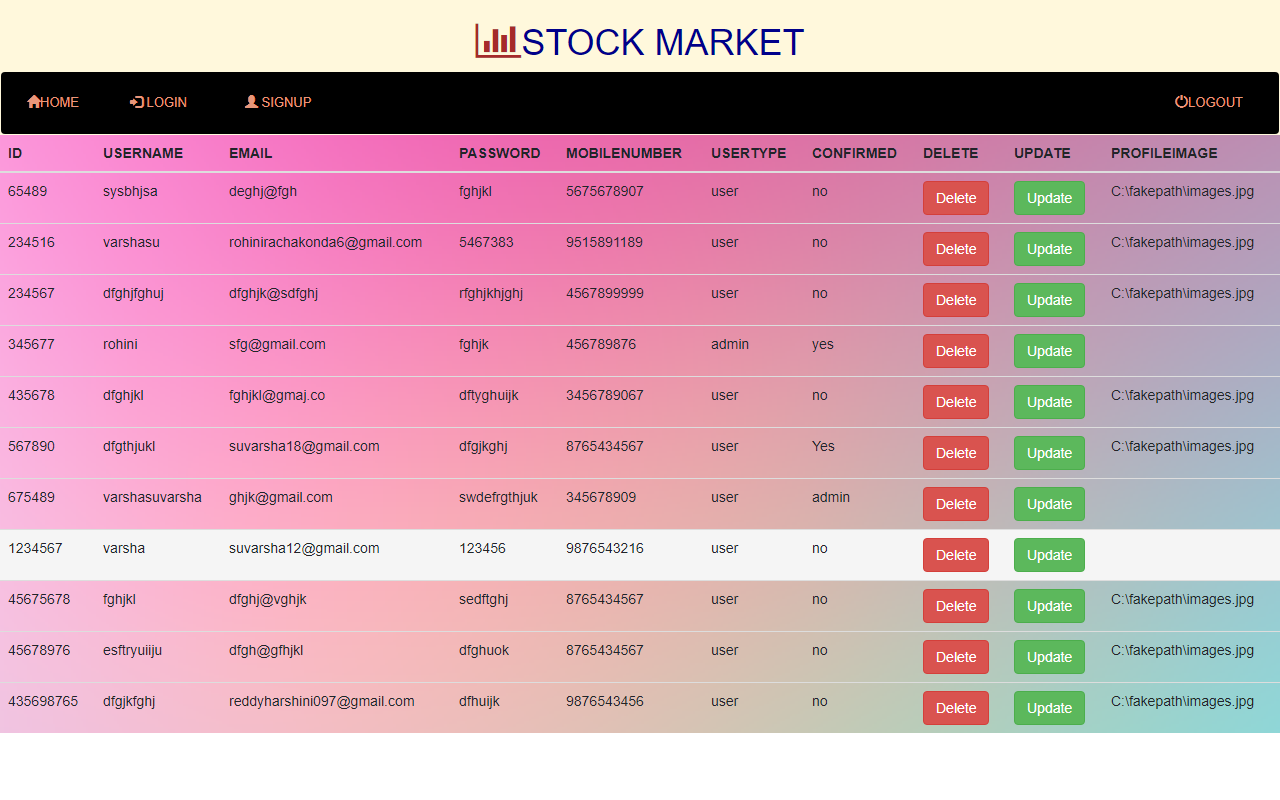 STOCK MARKET
HOME LOGIN SIGNUP LOGOUT
ID USERNAME EMAIL PASSWORD MOBILENUMBER USERTYPE CONFIRMED DELETE UPDATE PROFILEIMAGE
65489 sysbhjsa deghj@fgh fghjkl 5675678907 user no Delete Update C:\fakepath\images.jpg
234516 varshasu rohinirachakonda6@gmail.com 5467383 9515891189 user no Delete Update C:\fakepath\images.jpg
234567 dfghjfghuj dfghjk@sdfghj rfghjkhjghj 4567899999 user no Delete Update C:\fakepath\images.jpg
345677 rohini sfg@gmail.com fghjk 456789876 admin yes Delete Update
435678 dfghjkl fghjkl@gmaj.co dftyghuijk 3456789067 user no Delete Update C:\fakepath\images.jpg
567890 dfgthjukl suvarsha18@gmail.com dfgjkghj 8765434567 user Yes Delete Update C:\fakepath\images.jpg
675489 varshasuvarsha ghjk@gmail.com swdefrgthjuk 345678909 user admin Delete Update
1234567 varsha suvarsha12@gmail.com 123456 9876543216 user no Delete Update
45675678 fghjkl dfghj@vghjk sedftghj 8765434567 user no Delete Update C:\fakepath\images.jpg
45678976 esftryuiiju dfgh@gfhjkl dfghuok 8765434567 user no Delete Update C:\fakepath\images.jpg
435698765 dfgjkfghj reddyharshini097@gmail.com dfhuijk 9876543456 user no Delete Update C:\fakepath\images.jpg